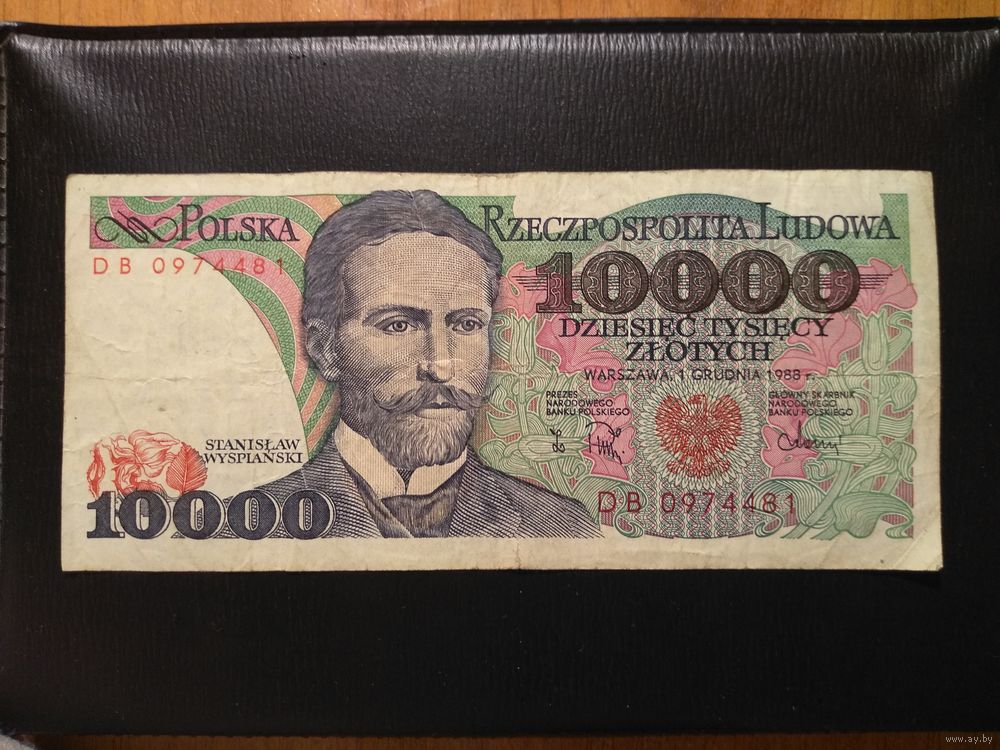 POLSKA RZECZPOSPOLITA LUDOWA
DB 0974481
10000
DZIESIĘĆ TYSIĘCY
ZŁOTYCH
WARSZAWA, 1 GRUDNIA 1988 r.
PREZES
NARODOWEGO
BANKU POLSKIEGO
GŁÓWNY SKARBNIK
NARODOWEGO
BANKU POLSKIEGO
STANISŁAW
WYSPIAŃSKI
10000
DB 0974481
www.ay.by